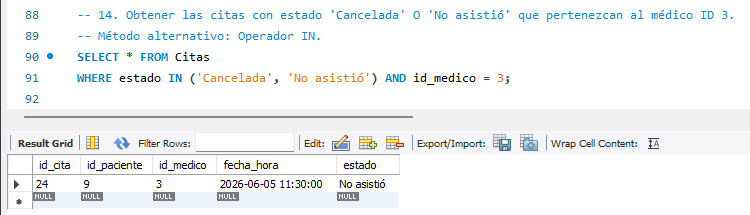 88 -- 14. Obtener las citas con estado 'Cancelada' O 'No asistió' que pertenezcan al médico ID 3.
89 -- Método alternativo: Operador IN.
90 SELECT * FROM Citas
91 WHERE estado IN ('Cancelada', 'No asistió') AND id_medico = 3;
92
Result Grid Filter Rows: Edit: Export/Import: Wrap Cell Content:
id_cita id_paciente id_medico fecha_hora estado
24 9 3 2026-06-05 11:30:00 No asistió
NULL NULL NULL NULL NULL